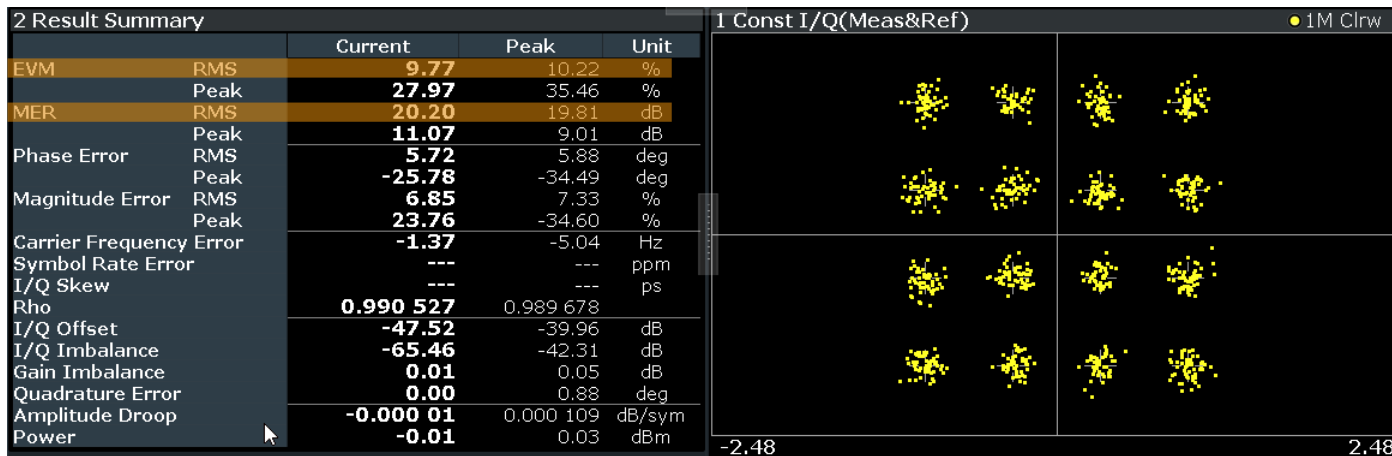 2 Result Summary
Current Peak Unit
EVM RMS 9.77 10.22 %
Peak 27.97 35.46 %
MER RMS 20.20 19.81 dB
Peak 11.07 9.01 dB
Phase Error RMS 5.72 5.88 deg
Peak -25.78 -34.49 deg
Magnitude Error RMS 6.85 7.33 %
Peak 23.76 -34.60 %
Carrier Frequency Error -1.37 -5.04 Hz
Symbol Rate Error --- --- ppm
I/Q Skew --- --- ps
Rho 0.990 527 0.989 678
I/Q Offset -47.52 -39.96 dB
I/Q Imbalance -65.46 -42.31 dB
Gain Imbalance 0.01 0.05 dB
Quadrature Error 0.00 0.88 deg
Amplitude Droop -0.000 01 0.000 109 dB/sym
Power -0.01 0.03 dBm
1 Const I/Q(Meas&Ref) 1M Clrw
-2.48 2.48